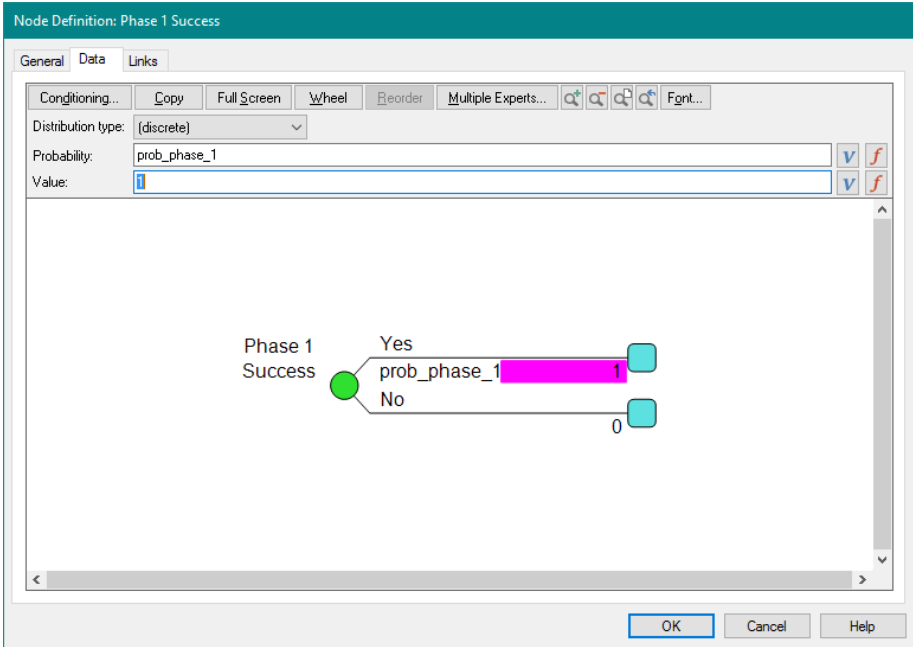 Node Definition: Phase 1 Success
General Data Links
Conditioning... Copy Full Screen Wheel Reorder Multiple Experts... Font...
Distribution type: (discrete)
Probability: prob_phase_1 v f
Value: 1 v f
Phase 1
Success
Yes
prob_phase_1 1
No
0
OK Cancel Help